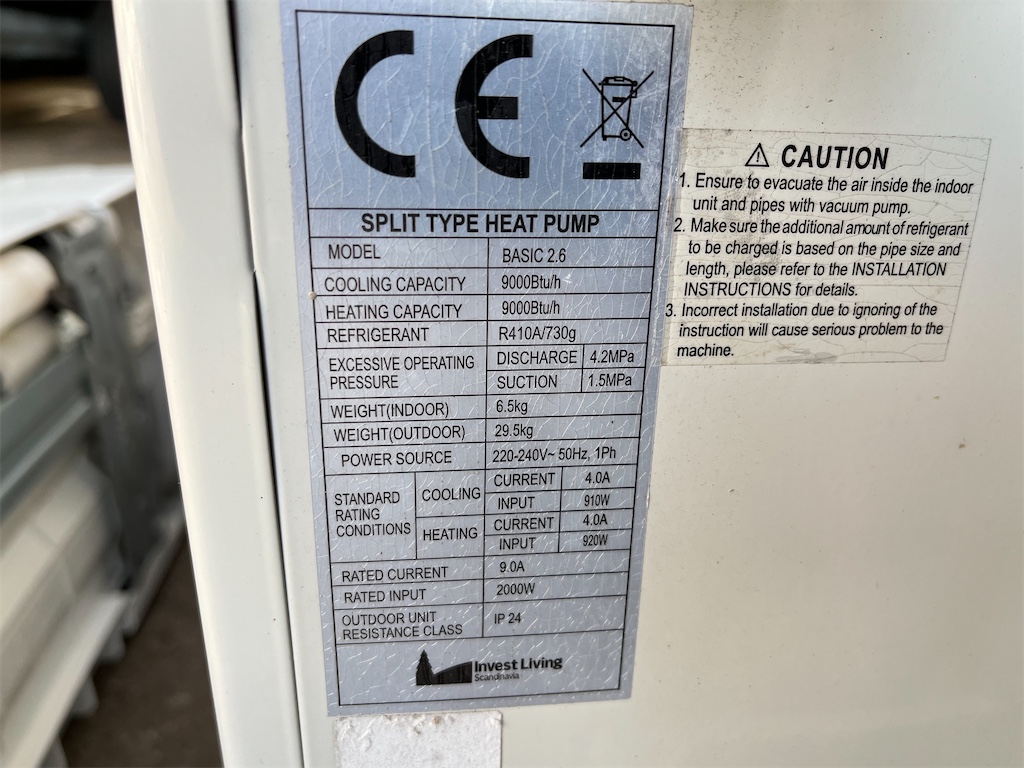 CE
SPLIT TYPE HEAT PUMP
MODEL BASIC 2.6
COOLING CAPACITY 9000Btu/h
HEATING CAPACITY 9000Btu/h
REFRIGERANT R410A/730g
EXCESSIVE OPERATING PRESSURE DISCHARGE 4.2MPa
SUCTION 1.5MPa
WEIGHT(INDOOR) 6.5kg
WEIGHT(OUTDOOR) 29.5kg
POWER SOURCE 220-240V~ 50Hz, 1Ph
STANDARD RATING CONDITIONS
COOLING CURRENT 4.0A
INPUT 910W
HEATING CURRENT 4.0A
INPUT 920W
RATED CURRENT 9.0A
RATED INPUT 2000W
OUTDOOR UNIT RESISTANCE CLASS IP 24
Invest Living
Scandinavia
⚠ CAUTION
1. Ensure to evacuate the air inside the indoor
unit and pipes with vacuum pump.
2. Make sure the additional amount of refrigerant
to be charged is based on the pipe size and
length, please refer to the INSTALLATION
INSTRUCTIONS for details.
3. Incorrect installation due to ignoring of the
instruction will cause serious problem to the
machine.